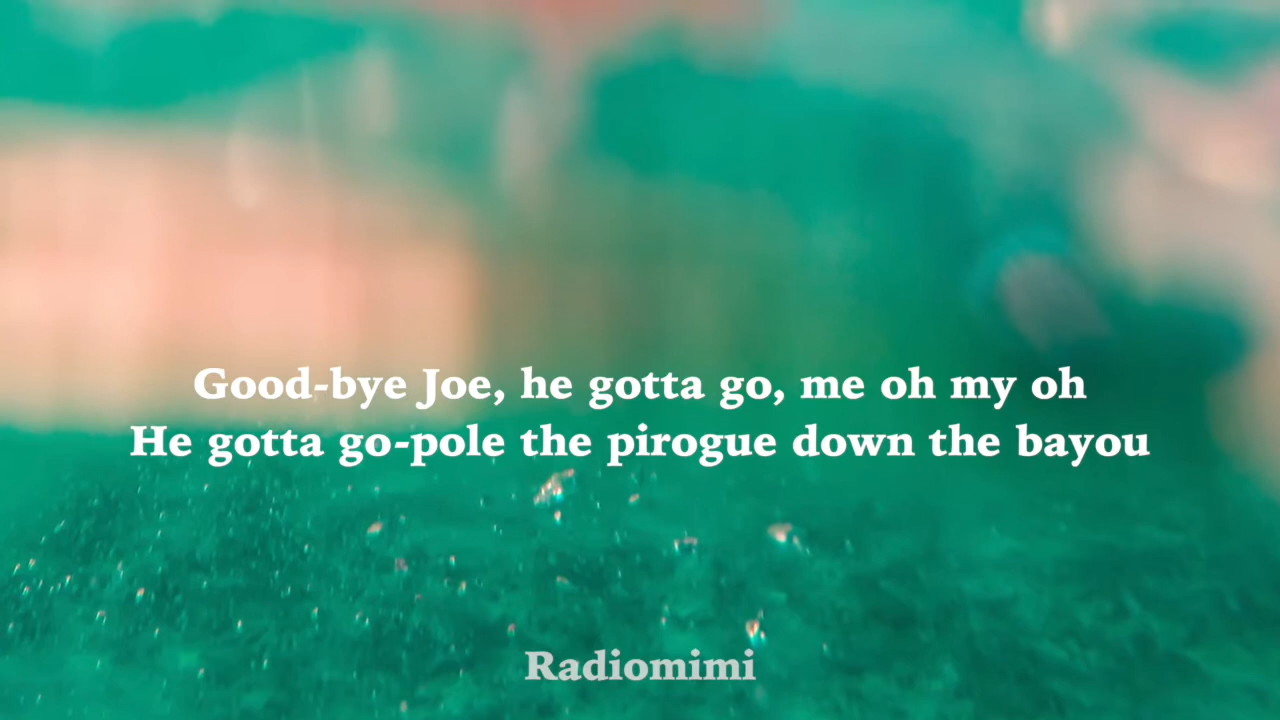 Good-bye Joe, he gotta go, me oh my oh
He gotta go-pole the pirogue down the bayou
Radiomimi